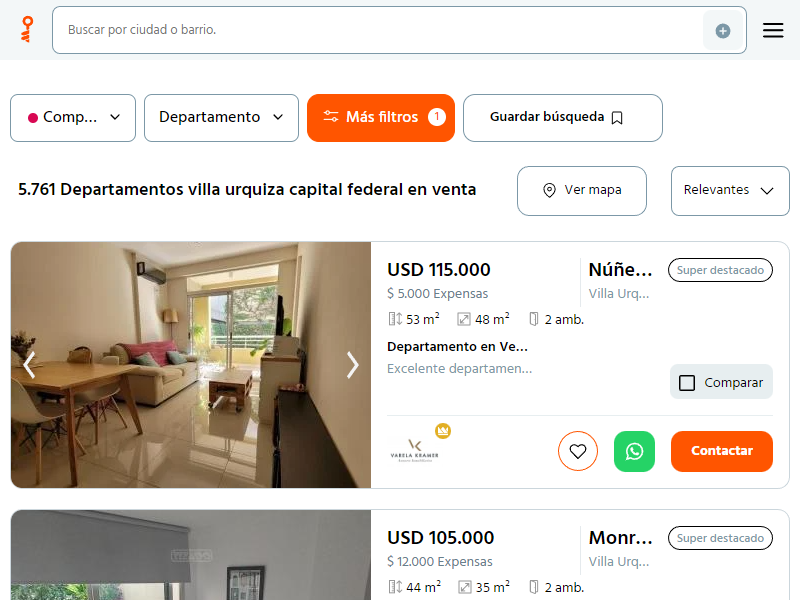 Buscar por ciudad o barrio.
Comp...
Departamento
Más filtros
1
Guardar búsqueda
5.761 Departamentos villa urquiza capital federal en venta
Ver mapa
Relevantes
USD 115.000
Núñe...
Super destacado
$ 5.000 Expensas
Villa Urq...
53 m²
48 m²
2 amb.
Departamento en Ve...
Excelente departamen...
Comparar
VARELA KRAMER
Contactar
USD 105.000
Monr...
Super destacado
$ 12.000 Expensas
Villa Urq...
44 m²
35 m²
2 amb.